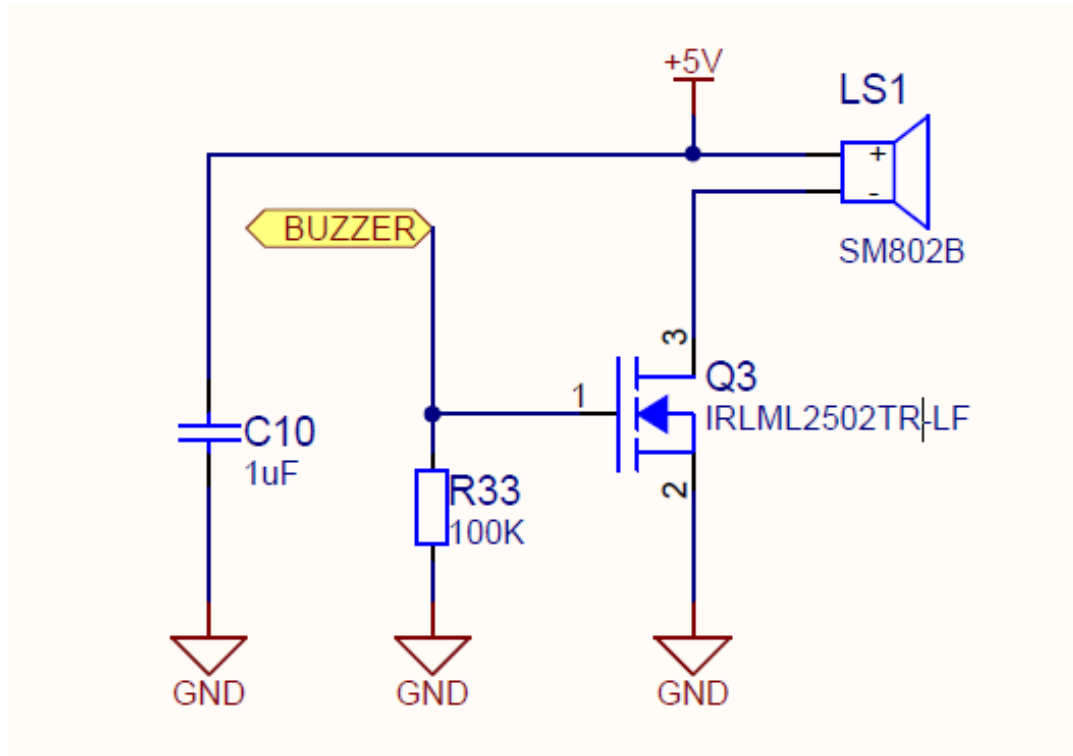 +5V
LS1
+
-
BUZZER
SM802B
3
Q3
1
IRLML2502TR-LF
C10
1uF
2
R33
100K
GND
GND
GND